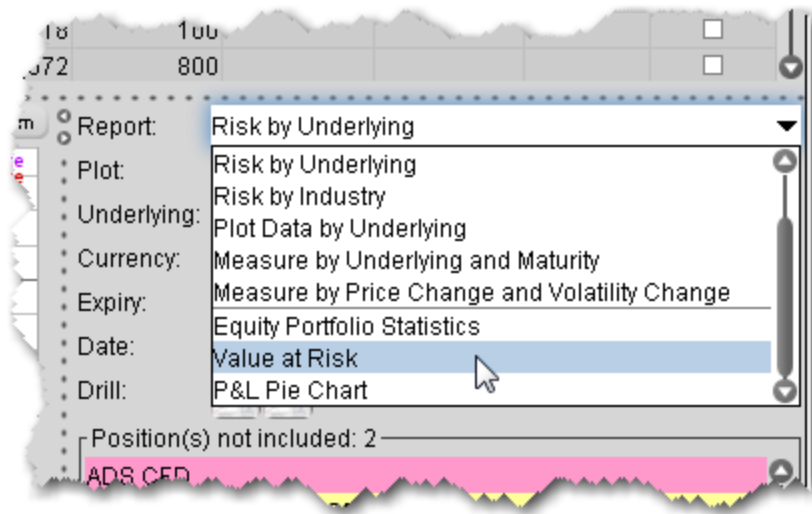 100
072 800
Report: Risk by Underlying
Plot: Risk by Underlying
Risk by Industry
Underlying: Plot Data by Underlying
Currency: Measure by Underlying and Maturity
Expiry: Measure by Price Change and Volatility Change
Equity Portfolio Statistics
Date: Value at Risk
Drill: P&L Pie Chart
Position(s) not included: 2
ADS CFD